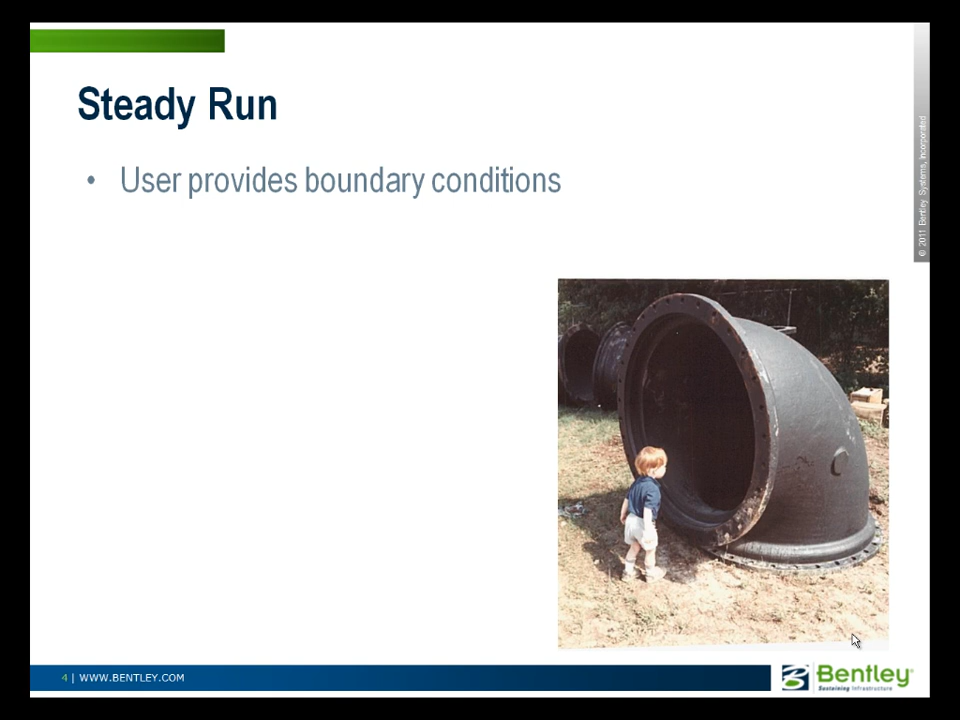 Steady Run
• User provides boundary conditions
© 2011 Bentley Systems, Incorporated
4 | WWW.BENTLEY.COM
Bentley®
Sustaining Infrastructure